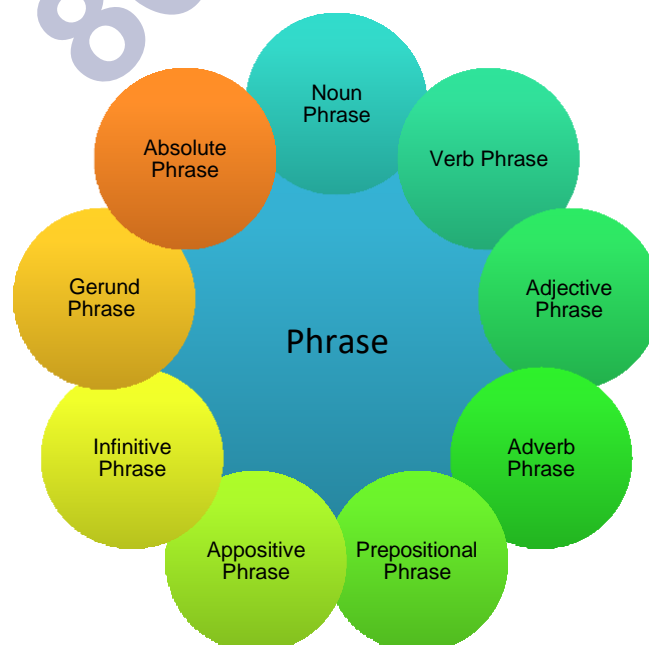 Noun
Phrase
Verb Phrase
Adjective
Phrase
Adverb
Phrase
Prepositional
Phrase
Appositive
Phrase
Infinitive
Phrase
Gerund
Phrase
Absolute
Phrase
Phrase